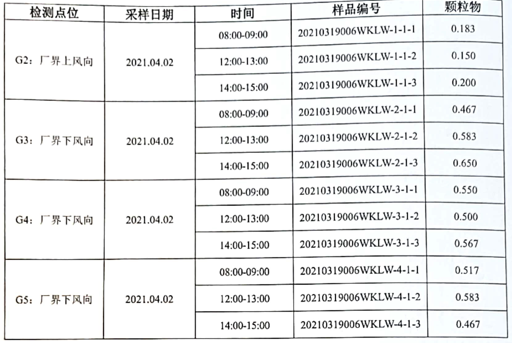 检测点位 采样日期 时间 样品编号 颗粒物
G2：厂界上风向 2021.04.02 08:00-09:00 20210319006WKLW-1-1-1 0.183
12:00-13:00 20210319006WKLW-1-1-2 0.150
14:00-15:00 20210319006WKLW-1-1-3 0.200
G3：厂界下风向 2021.04.02 08:00-09:00 20210319006WKLW-2-1-1 0.467
12:00-13:00 20210319006WKLW-2-1-2 0.583
14:00-15:00 20210319006WKLW-2-1-3 0.650
G4：厂界下风向 2021.04.02 08:00-09:00 20210319006WKLW-3-1-1 0.550
12:00-13:00 20210319006WKLW-3-1-2 0.500
14:00-15:00 20210319006WKLW-3-1-3 0.567
G5：厂界下风向 2021.04.02 08:00-09:00 20210319006WKLW-4-1-1 0.517
12:00-13:00 20210319006WKLW-4-1-2 0.583
14:00-15:00 20210319006WKLW-4-1-3 0.467